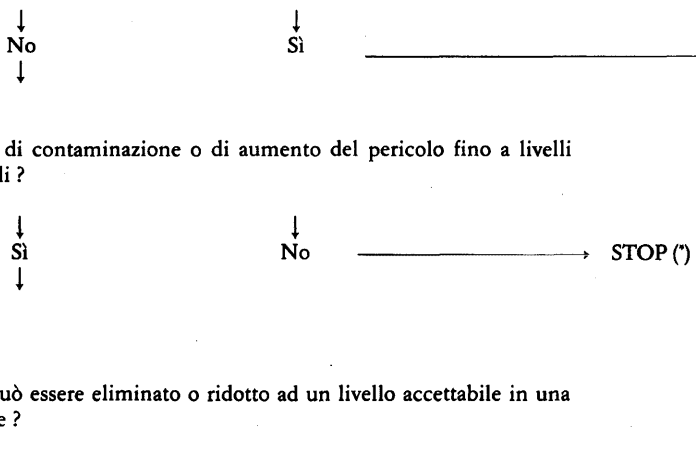 No Sì
di contaminazione o di aumento del pericolo fino a livelli
li ?
Sì No STOP (*)
uò essere eliminato o ridotto ad un livello accettabile in una
e ?